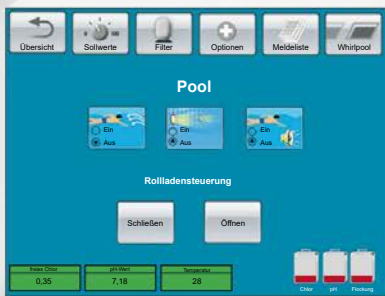 Übersicht Sollwerte Filter Optionen Meldeliste Whirlpool
Pool
Ein Ein Ein
Aus Aus Aus
Rollladensteuerung
Schließen Öffnen
freies Chlor pH-Wert Temperatur
0,35 7,18 28
Chlor pH Flockung